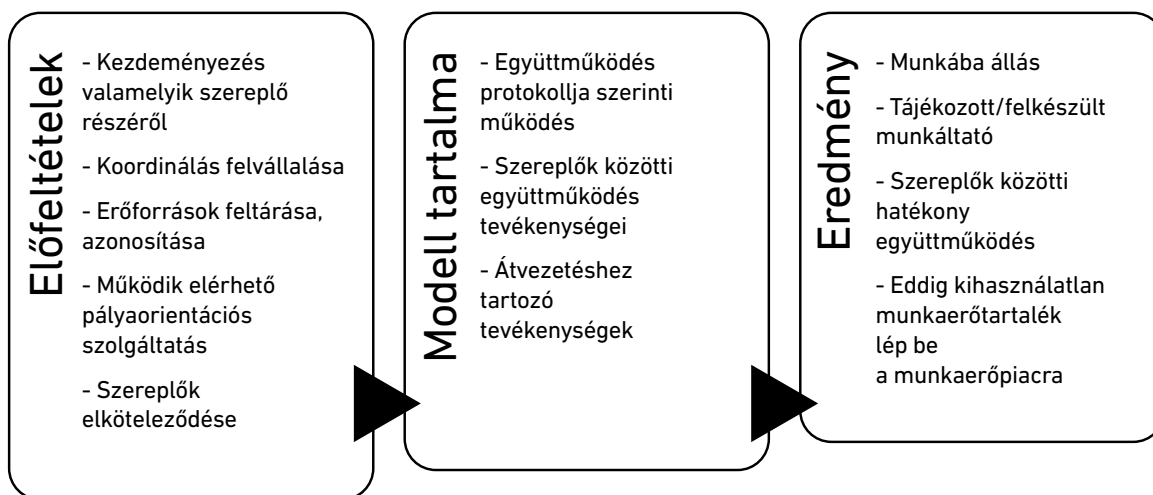 Előfeltételek
- Kezdeményezés
valamelyik szereplő
részéről
- Koordinálás felvállalása
- Erőforrások feltárása,
azonosítása
- Működik elérhető
pályaorientációs
szolgáltatás
- Szereplők
elköteleződése
Modell tartalma
- Együttműködés
protokollja szerinti
működés
- Szereplők közötti
együttműködés
tevékenységei
- Átvezetéshez
tartozó
tevékenységek
Eredmény
- Munkába állás
- Tájékozott/felkészült
munkáltató
- Szereplők közötti
hatékony
együttműködés
- Eddig kihasználatlan
munkaerőtartalék
lép be
a munkaerőpiacra